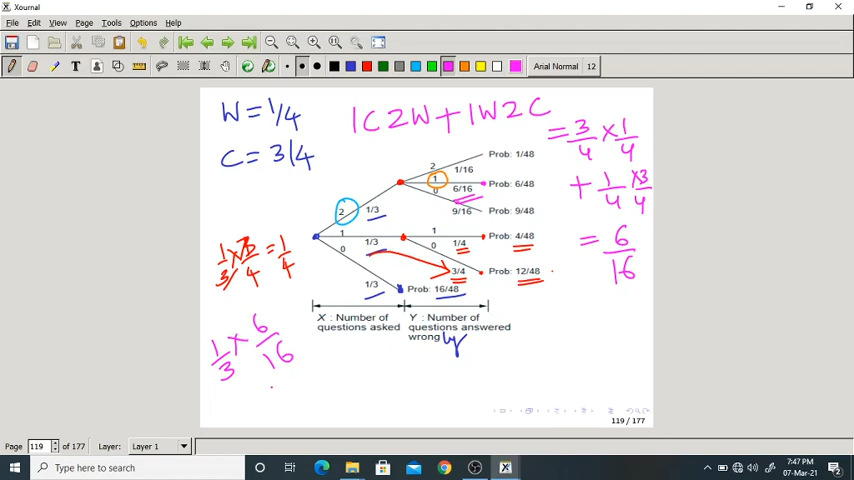 Xournal
File Edit View Page Tools Options Help
Arial Normal 12
W = 1/4
C = 3/4
1C 2W + 1W 2C
= 3/4 × 1/4
+ 1/4 × 3/4
= 6/16
2 1/16 Prob: 1/48
1 6/16 Prob: 6/48
0 9/16 Prob: 9/48
2 1/3
1 1/3
0 1/3
1 1/4 Prob: 4/48
0 3/4 Prob: 12/48
Prob: 16/48
1/3 × 3/4 = 1/4
1/3 × 6/16
X : Number of
questions asked
Y : Number of
questions answered
wrong
119 / 177
Page 119 of 177 Layer: Layer 1
Type here to search
7:47 PM
07-Mar-21
2